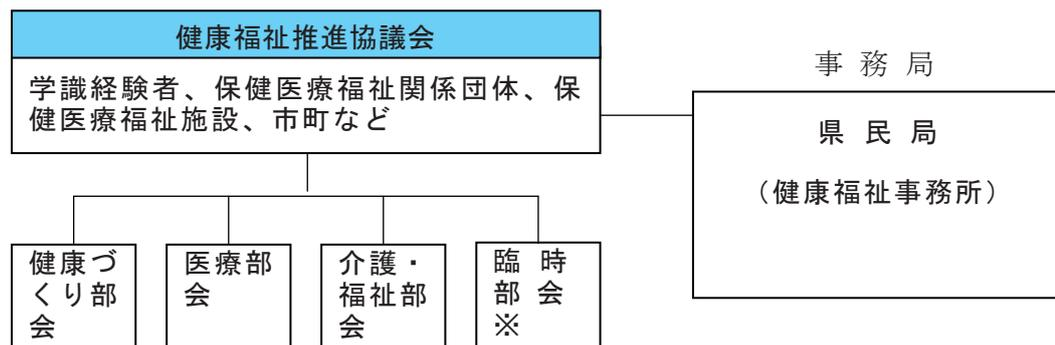 健康福祉推進協議会
学識経験者、保健医療福祉関係団体、保
健医療福祉施設、市町など
事務局
県民局
（健康福祉事務所）
健康づ
くり部
会
医療部
会
介護・
福祉部
会
臨時
部会
※